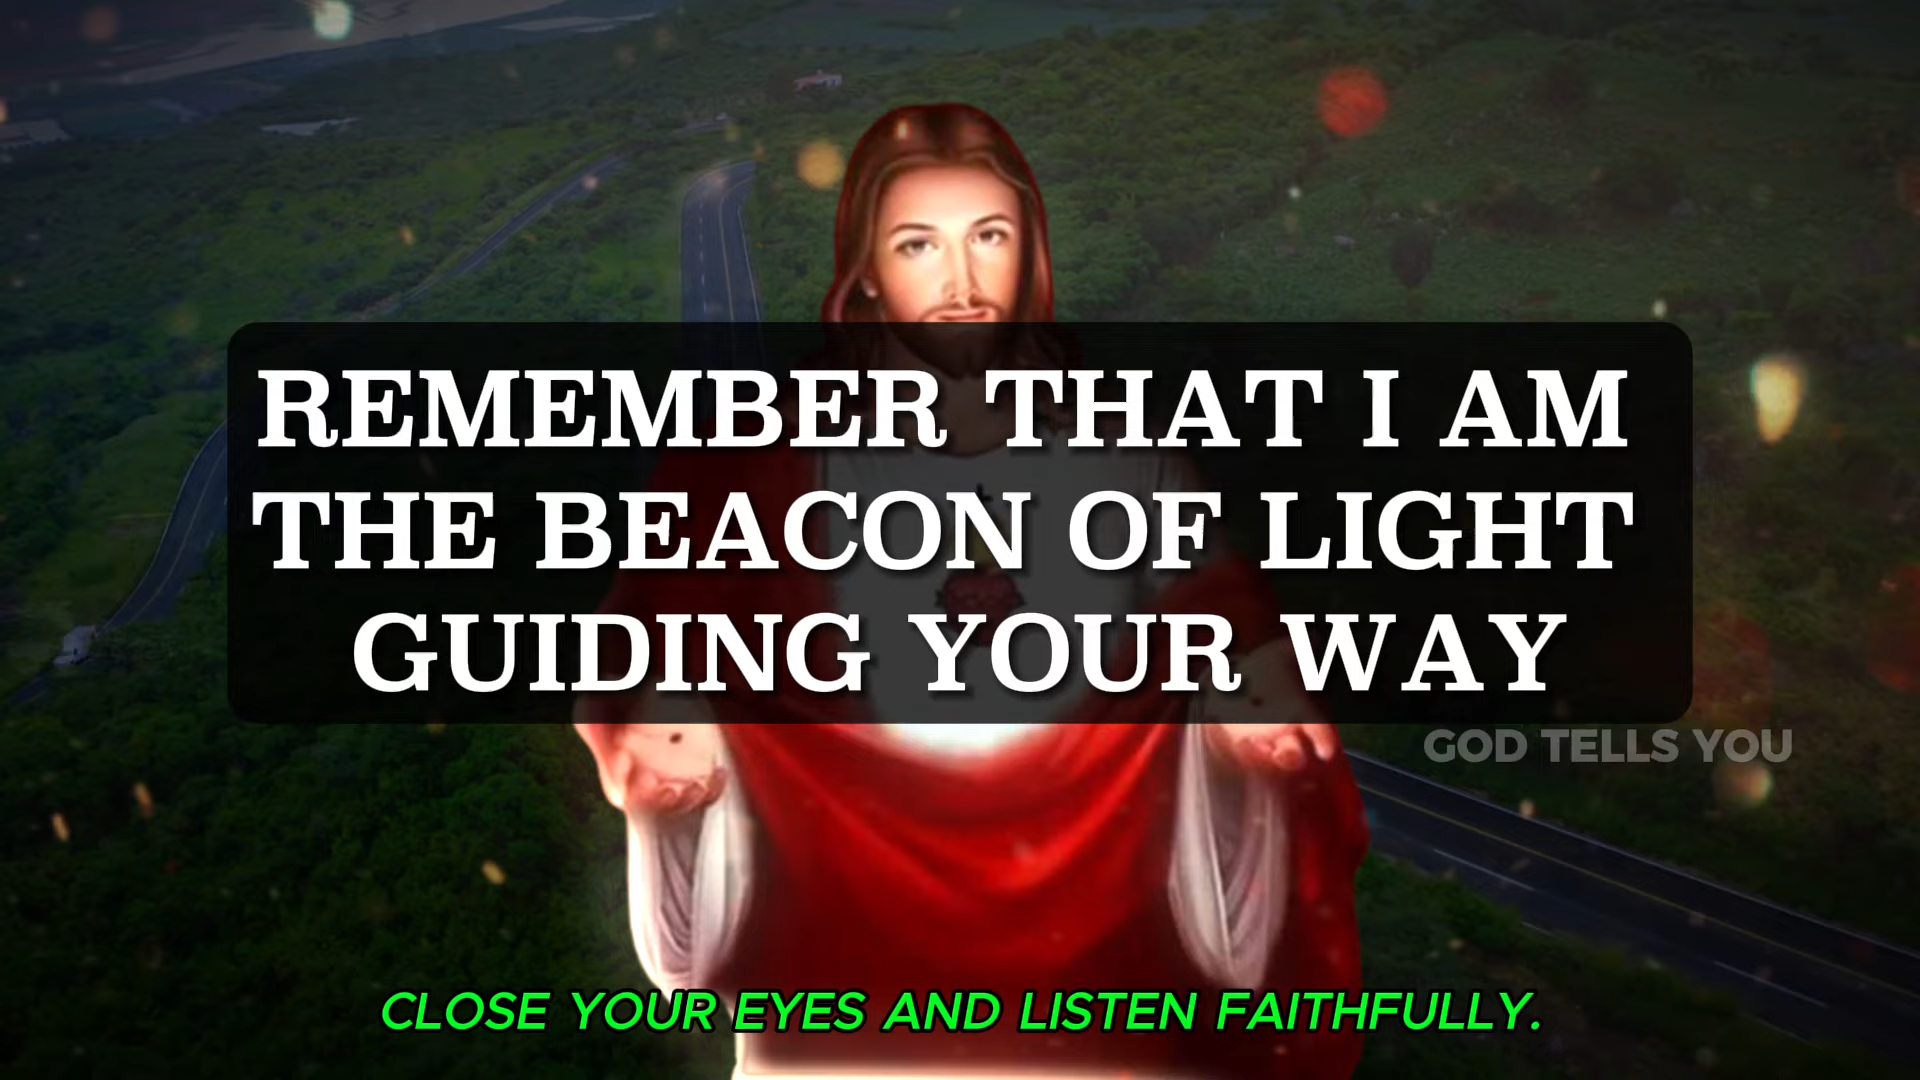 REMEMBER THAT I AM
THE BEACON OF LIGHT
GUIDING YOUR WAY
GOD TELLS YOU
CLOSE YOUR EYES AND LISTEN FAITHFULLY.